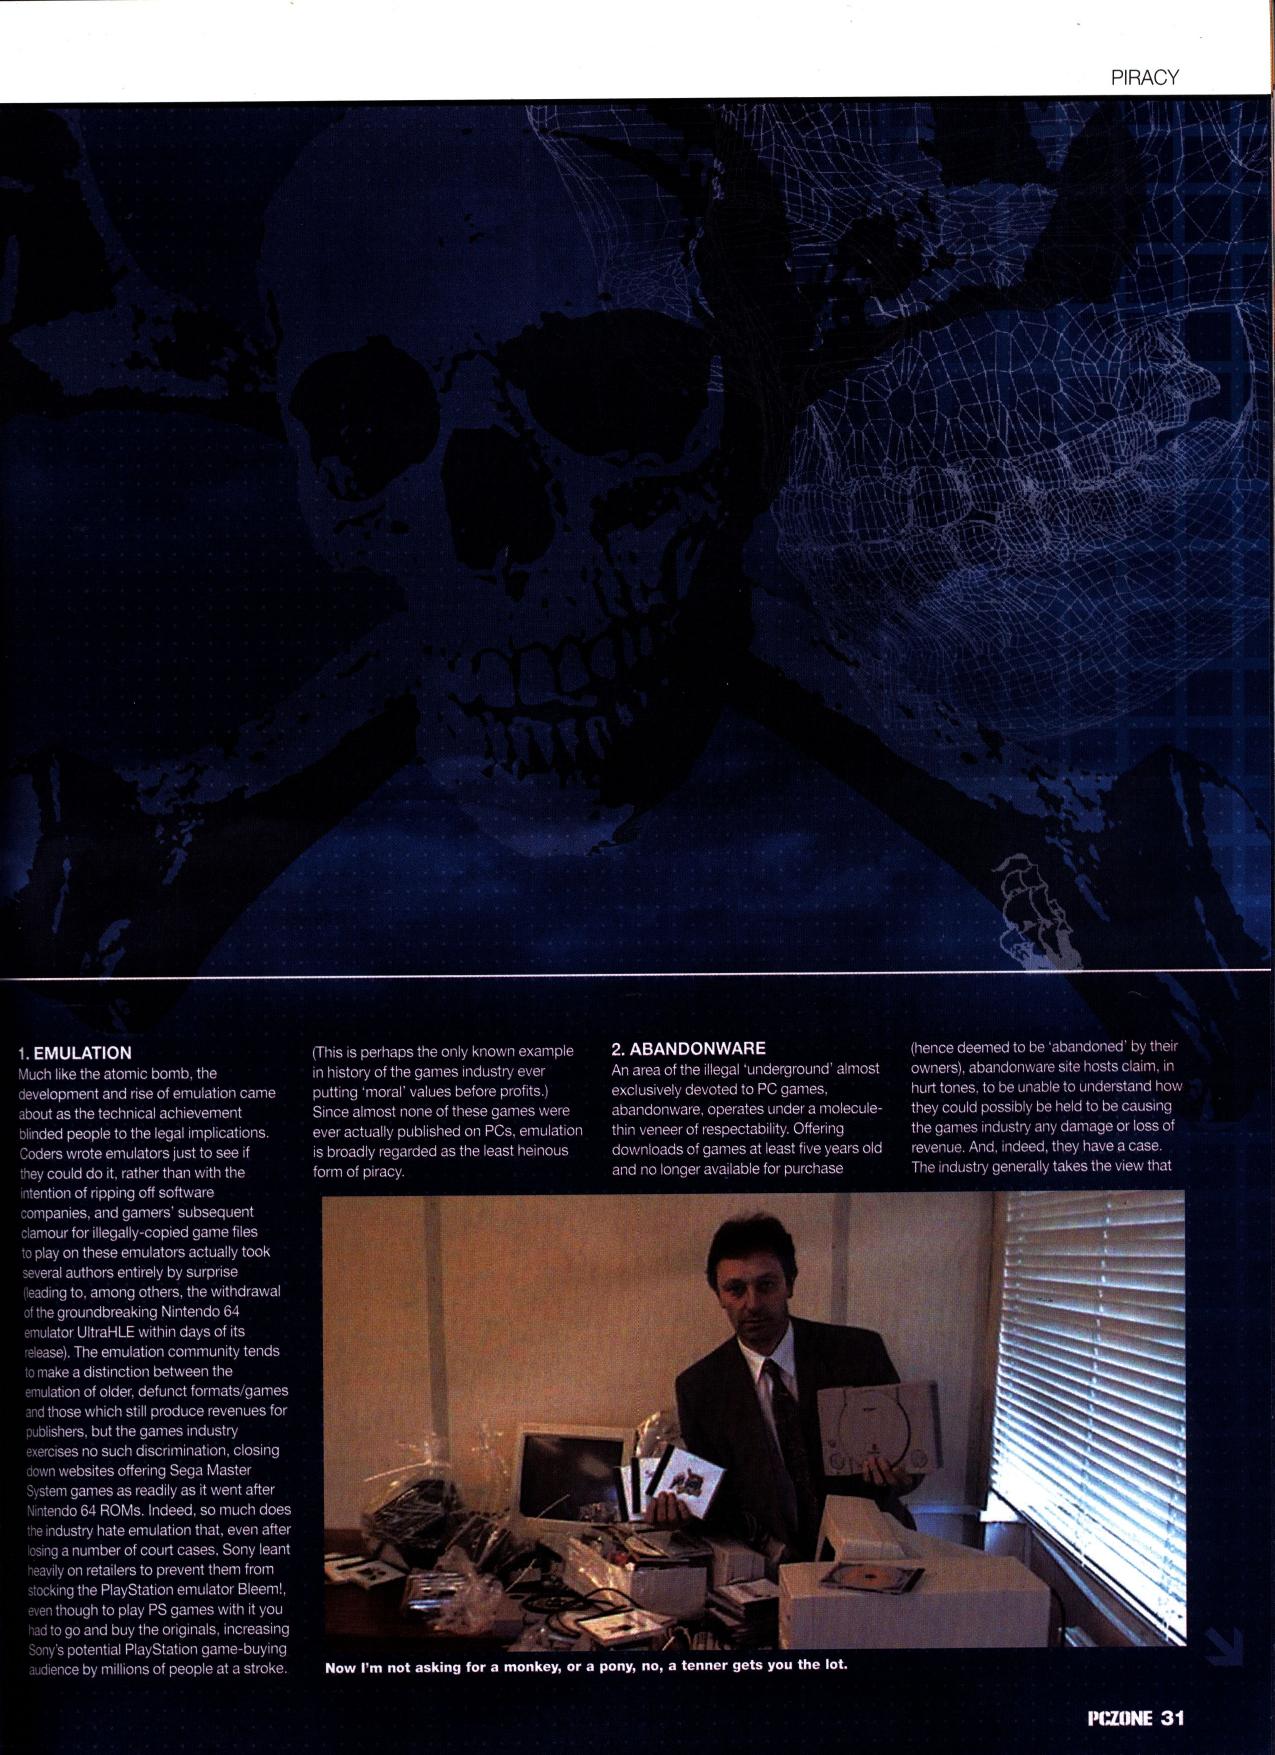 PIRACY
1. EMULATION
Much like the atomic bomb, the
development and rise of emulation came
about as the technical achievement
blinded people to the legal implications.
Coders wrote emulators just to see if
they could do it, rather than with the
intention of ripping off software
companies, and gamers' subsequent
clamour for illegally-copied game files
to play on these emulators actually took
several authors entirely by surprise
(leading to, among others, the withdrawal
of the groundbreaking Nintendo 64
emulator UltraHLE within days of its
release). The emulation community tends
to make a distinction between the
emulation of older, defunct formats/games
and those which still produce revenues for
publishers, but the games industry
exercises no such discrimination, closing
down websites offering Sega Master
System games as readily as it went after
Nintendo 64 ROMs. Indeed, so much does
the industry hate emulation that, even after
losing a number of court cases, Sony leant
heavily on retailers to prevent them from
stocking the PlayStation emulator Bleem!,
even though to play PS games with it you
had to go and buy the originals, increasing
Sony's potential PlayStation game-buying
audience by millions of people at a stroke.
(This is perhaps the only known example
in history of the games industry ever
putting 'moral' values before profits.)
Since almost none of these games were
ever actually published on PCs, emulation
is broadly regarded as the least heinous
form of piracy.
2. ABANDONWARE
An area of the illegal 'underground' almost
exclusively devoted to PC games,
abandonware, operates under a molecule-
thin veneer of respectability. Offering
downloads of games at least five years old
and no longer available for purchase
(hence deemed to be 'abandoned' by their
owners), abandonware site hosts claim, in
hurt tones, to be unable to understand how
they could possibly be held to be causing
the games industry any damage or loss of
revenue. And, indeed, they have a case.
The industry generally takes the view that
Now I'm not asking for a monkey, or a pony, no, a tenner gets you the lot.
PCZONE 31